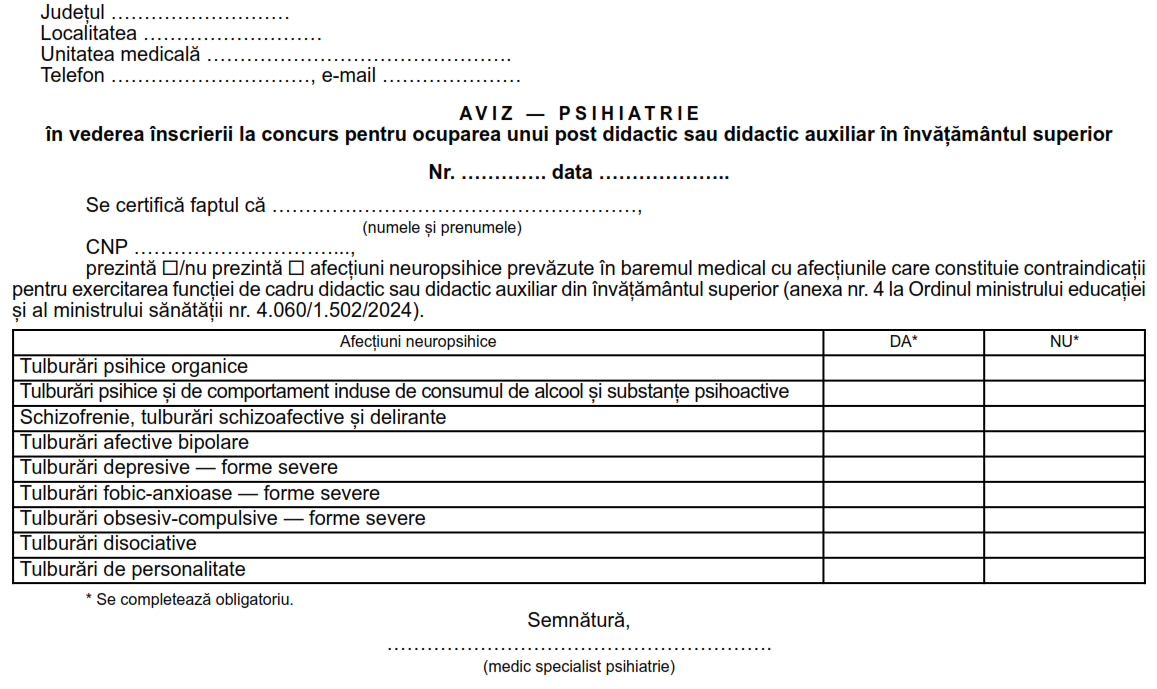 Județul ………………………
Localitatea ………………………
Unitatea medicală ……………………………………….
Telefon …………………………, e-mail …………………
AVIZ — PSIHIATRIE
în vederea înscrierii la concurs pentru ocuparea unui post didactic sau didactic auxiliar în învățământul superior
Nr. …………. data ………………..
Se certifică faptul că ………….……………………………………,
(numele și prenumele)
CNP …………………………...,
prezintă ☐/nu prezintă ☐ afecțiuni neuropsihice prevăzute în baremul medical cu afecțiunile care constituie contraindicații
pentru exercitarea funcției de cadru didactic sau didactic auxiliar din învățământul superior (anexa nr. 4 la Ordinul ministrului educației
și al ministrului sănătății nr. 4.060/1.502/2024).
Afecțiuni neuropsihice DA* NU*
Tulburări psihice organice
Tulburări psihice și de comportament induse de consumul de alcool și substanțe psihoactive
Schizofrenie, tulburări schizoafective și delirante
Tulburări afective bipolare
Tulburări depresive — forme severe
Tulburări fobic-anxioase — forme severe
Tulburări obsesiv-compulsive — forme severe
Tulburări disociative
Tulburări de personalitate
* Se completează obligatoriu.
Semnătură,
………………………………………………….
(medic specialist psihiatrie)